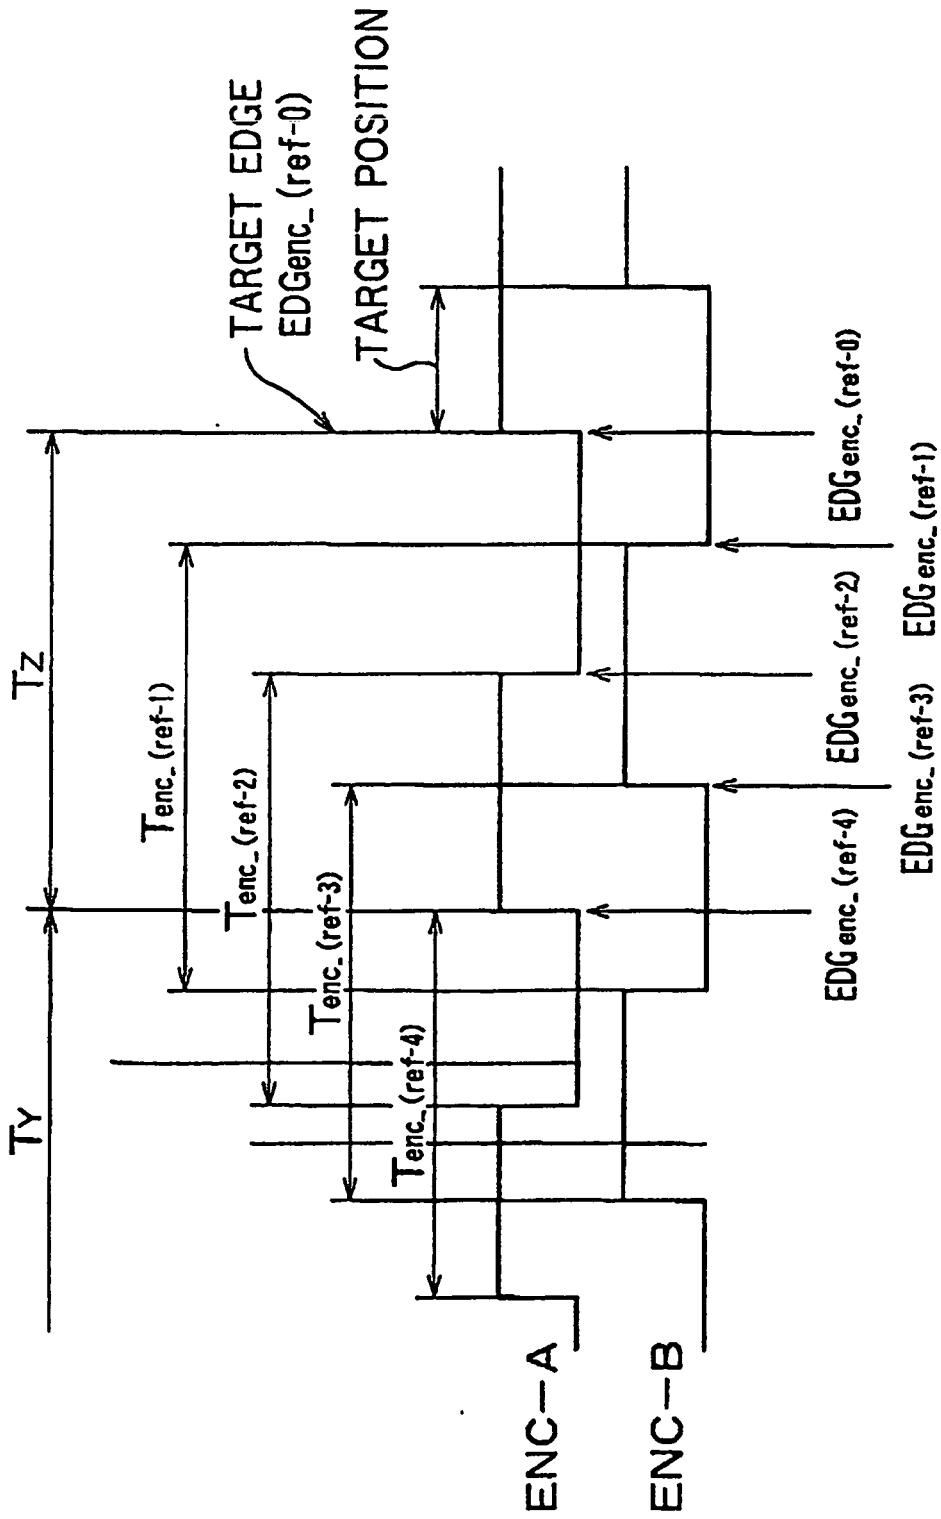 TY
TZ
Tenc_(ref-1)
Tenc_(ref-2)
Tenc_(ref-3)
Tenc_(ref-4)
TARGET EDGE
EDGenc_(ref-0)
TARGET POSITION
ENC-A
ENC-B
EDGenc_(ref-4)
EDGenc_(ref-2)
EDGenc_(ref-0)
EDGenc_(ref-3)
EDGenc_(ref-1)